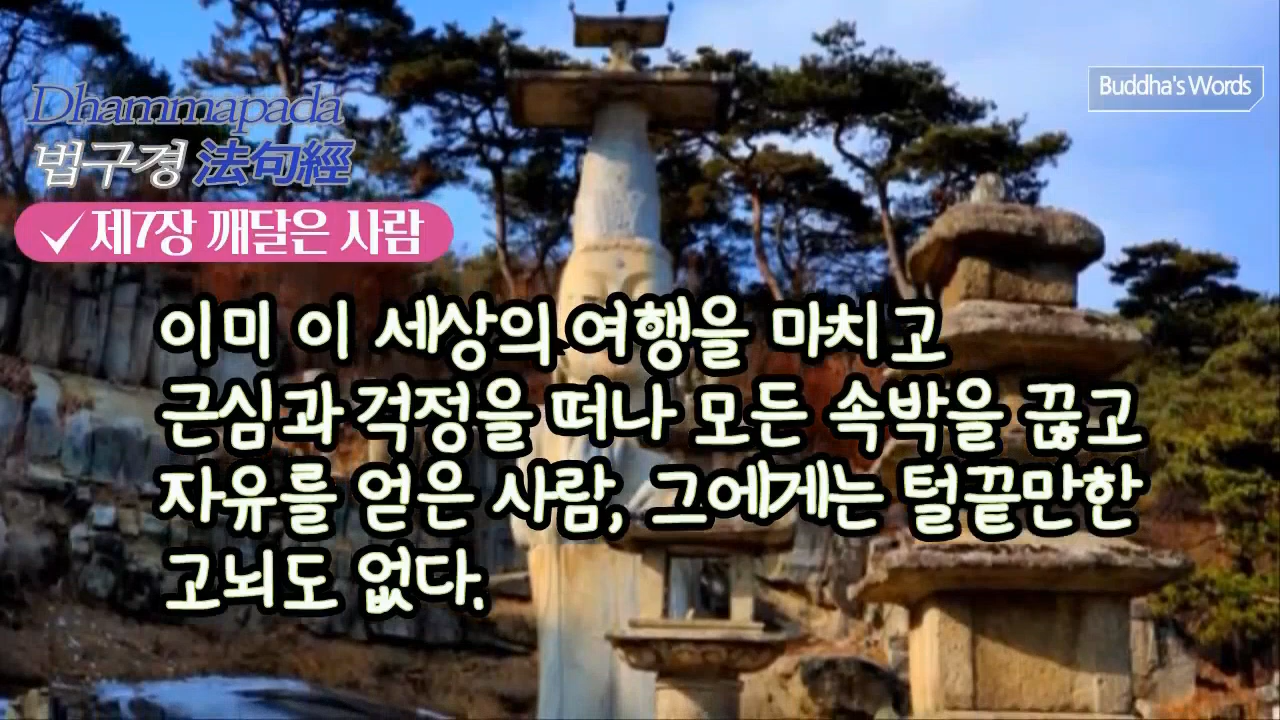 Dhammapada
Buddha's Words
법구경 法句經
제7장 깨달은 사람
이미 이 세상의 여행을 마치고
근심과 걱정을 떠나 모든 속박을 끊고
자유를 얻은 사람, 그에게는 털끝만한
고뇌도 없다.